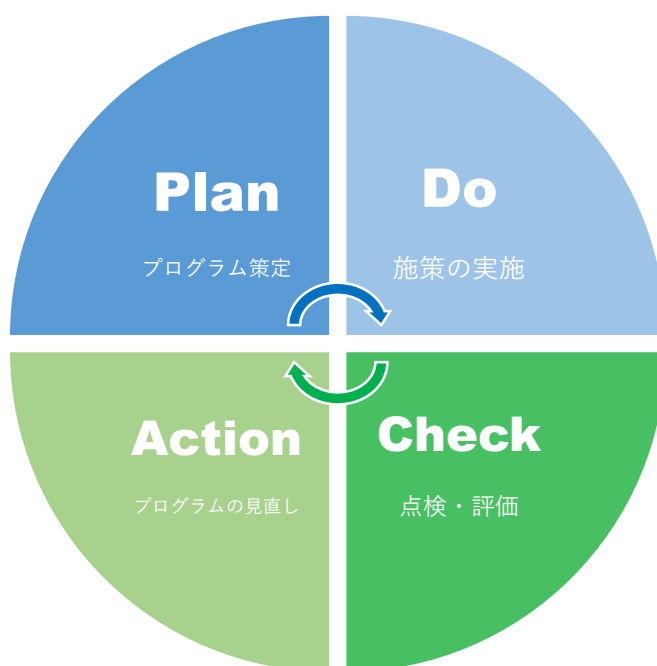 Plan
プログラム策定
Do
施策の実施
Action
プログラムの見直し
Check
点検・評価